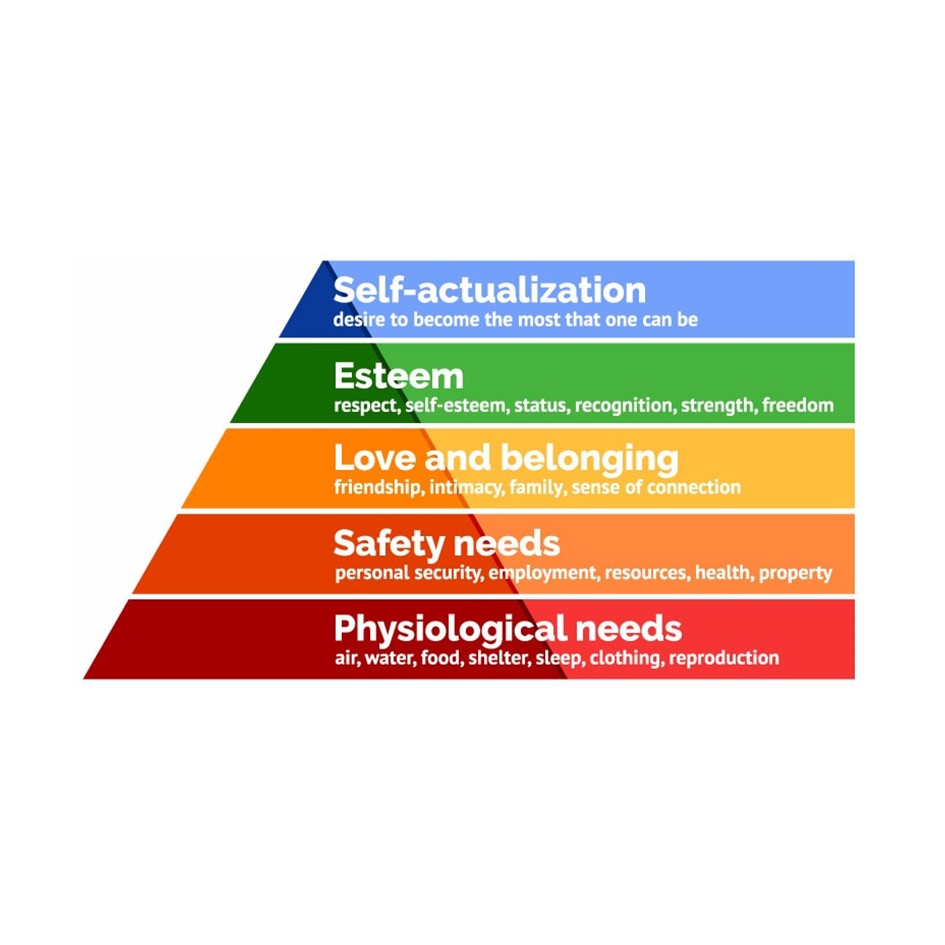 Self-actualization
desire to become the most that one can be
Esteem
respect, self-esteem, status, recognition, strength, freedom
Love and belonging
friendship, intimacy, family, sense of connection
Safety needs
personal security, employment, resources, health, property
Physiological needs
air, water, food, shelter, sleep, clothing, reproduction